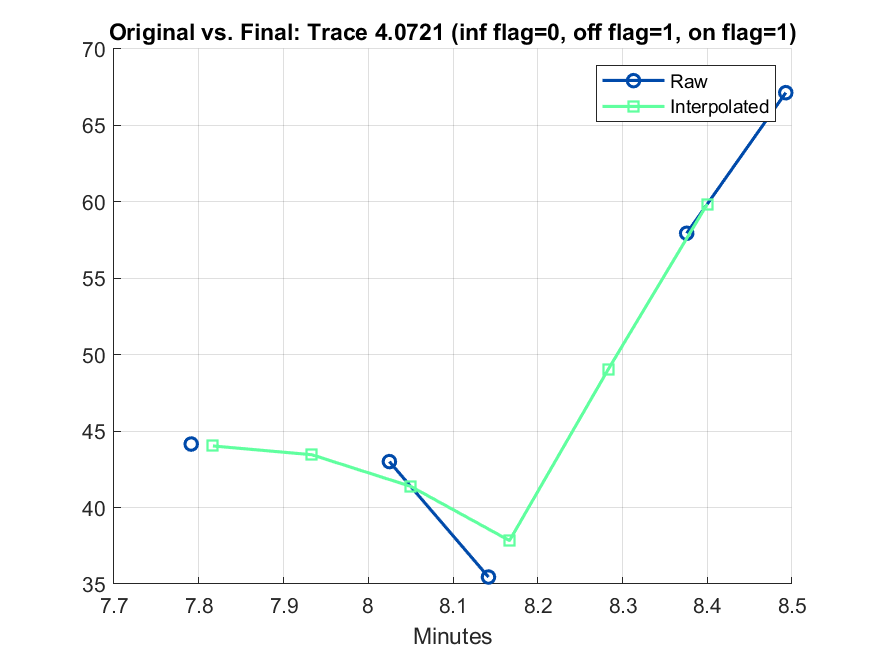 Original vs. Final: Trace 4.0721 (inf flag=0, off flag=1, on flag=1)
70
65
60
55
50
45
40
35
Raw
Interpolated
7.7 7.8 7.9 8 8.1 8.2 8.3 8.4 8.5
Minutes